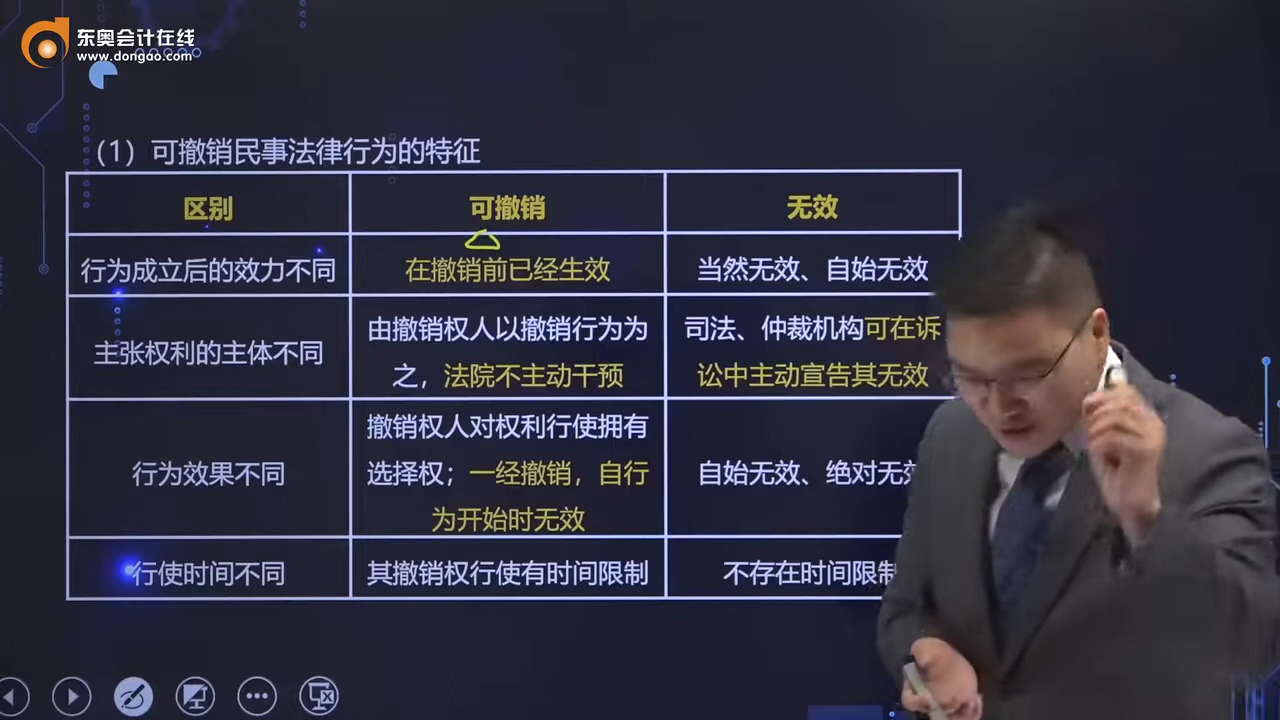 东奥会计在线
www.dongao.com
(1）可撤销民事法律行为的特征
区别 可撤销 无效
行为成立后的效力不同 在撤销前已经生效 当然无效、自始无效
主张权利的主体不同
由撤销权人以撤销行为为
之，法院不主动干预
司法、仲裁机构可在诉
讼中主动宣告其无效
行为效果不同
撤销权人对权利行使拥有
选择权；一经撤销，自行
为开始时无效
自始无效、绝对无效
行使时间不同 其撤销权行使有时间限制 不存在时间限制